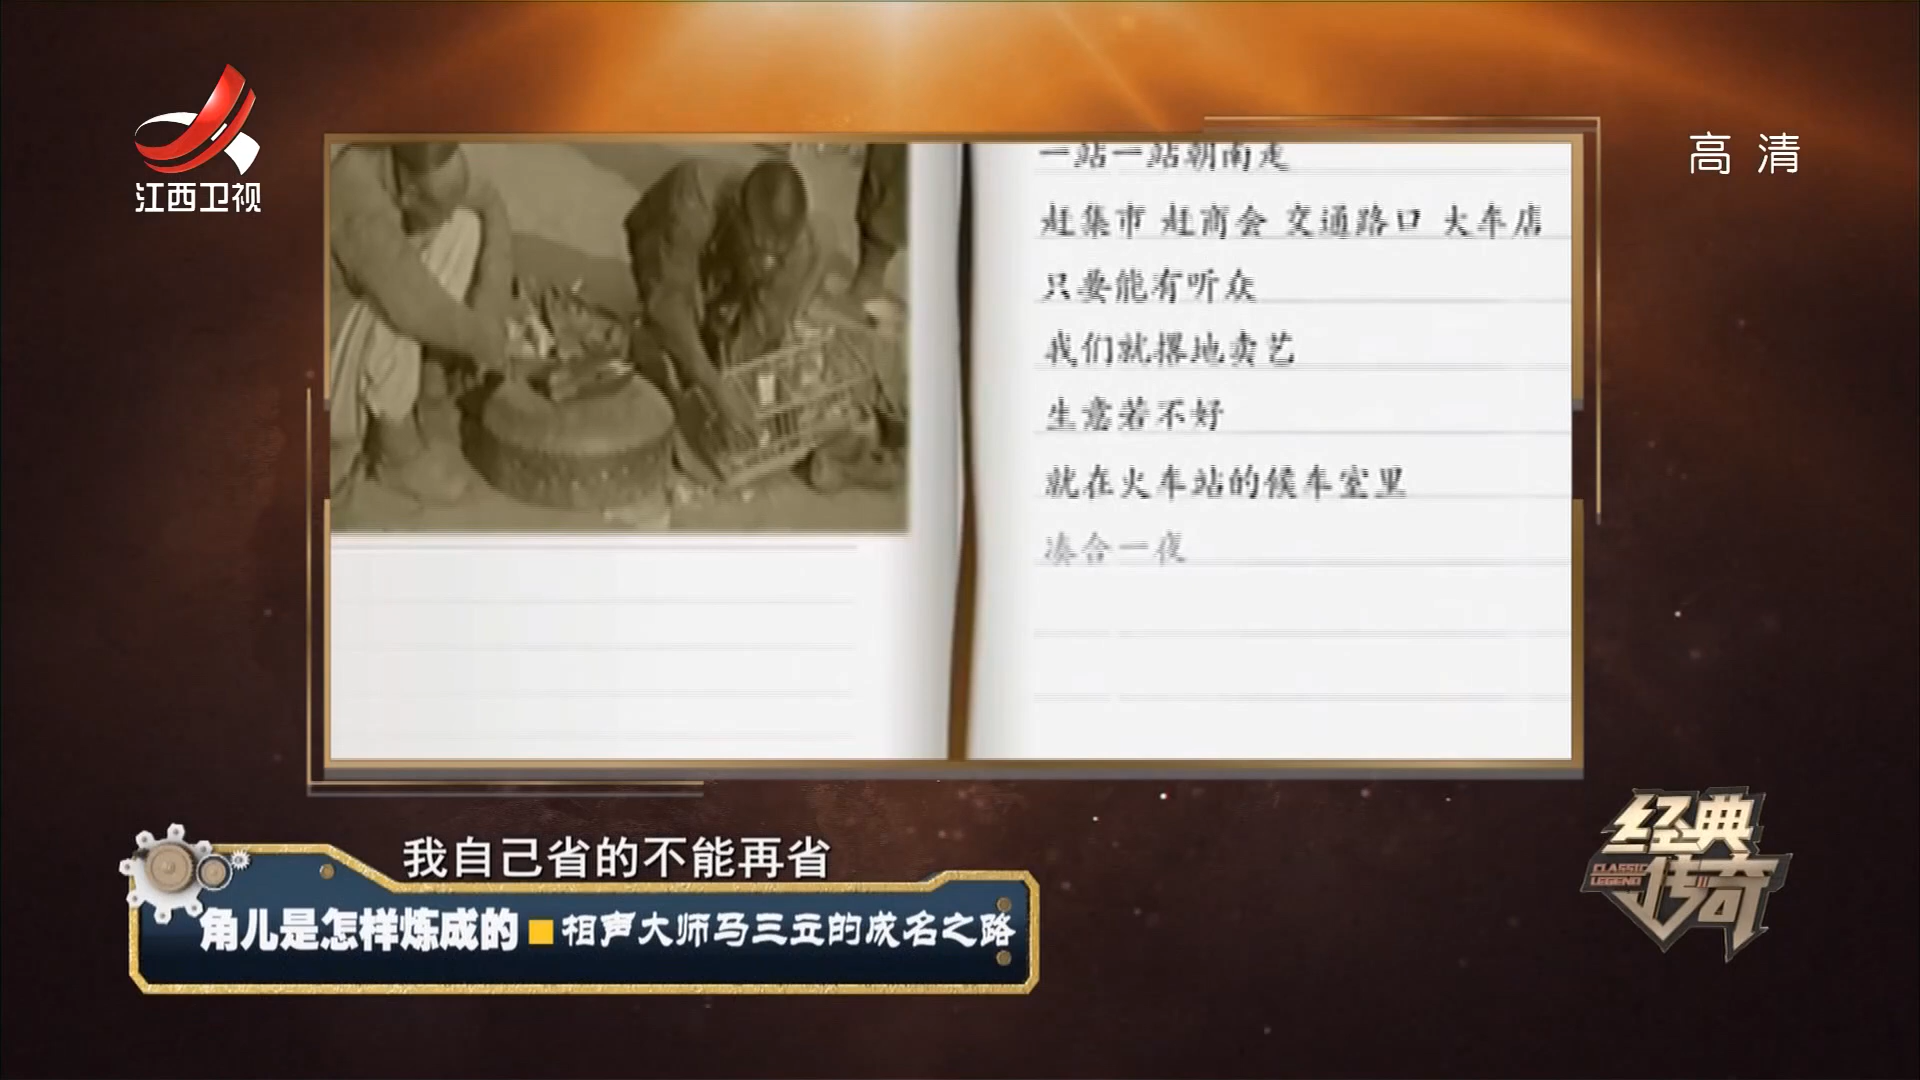 江西卫视
高清
一站一站朝南走
赶集市 赶商会 交通路口 大车店
只要能有听众
我们就撂地卖艺
生意若不好
就在火车站的候车室里
凑合一夜
我自己省的不能再省
角儿是怎样炼成的 ■ 相声大师马三立的成名之路
经典
CLASSIC
LEGEND
传奇